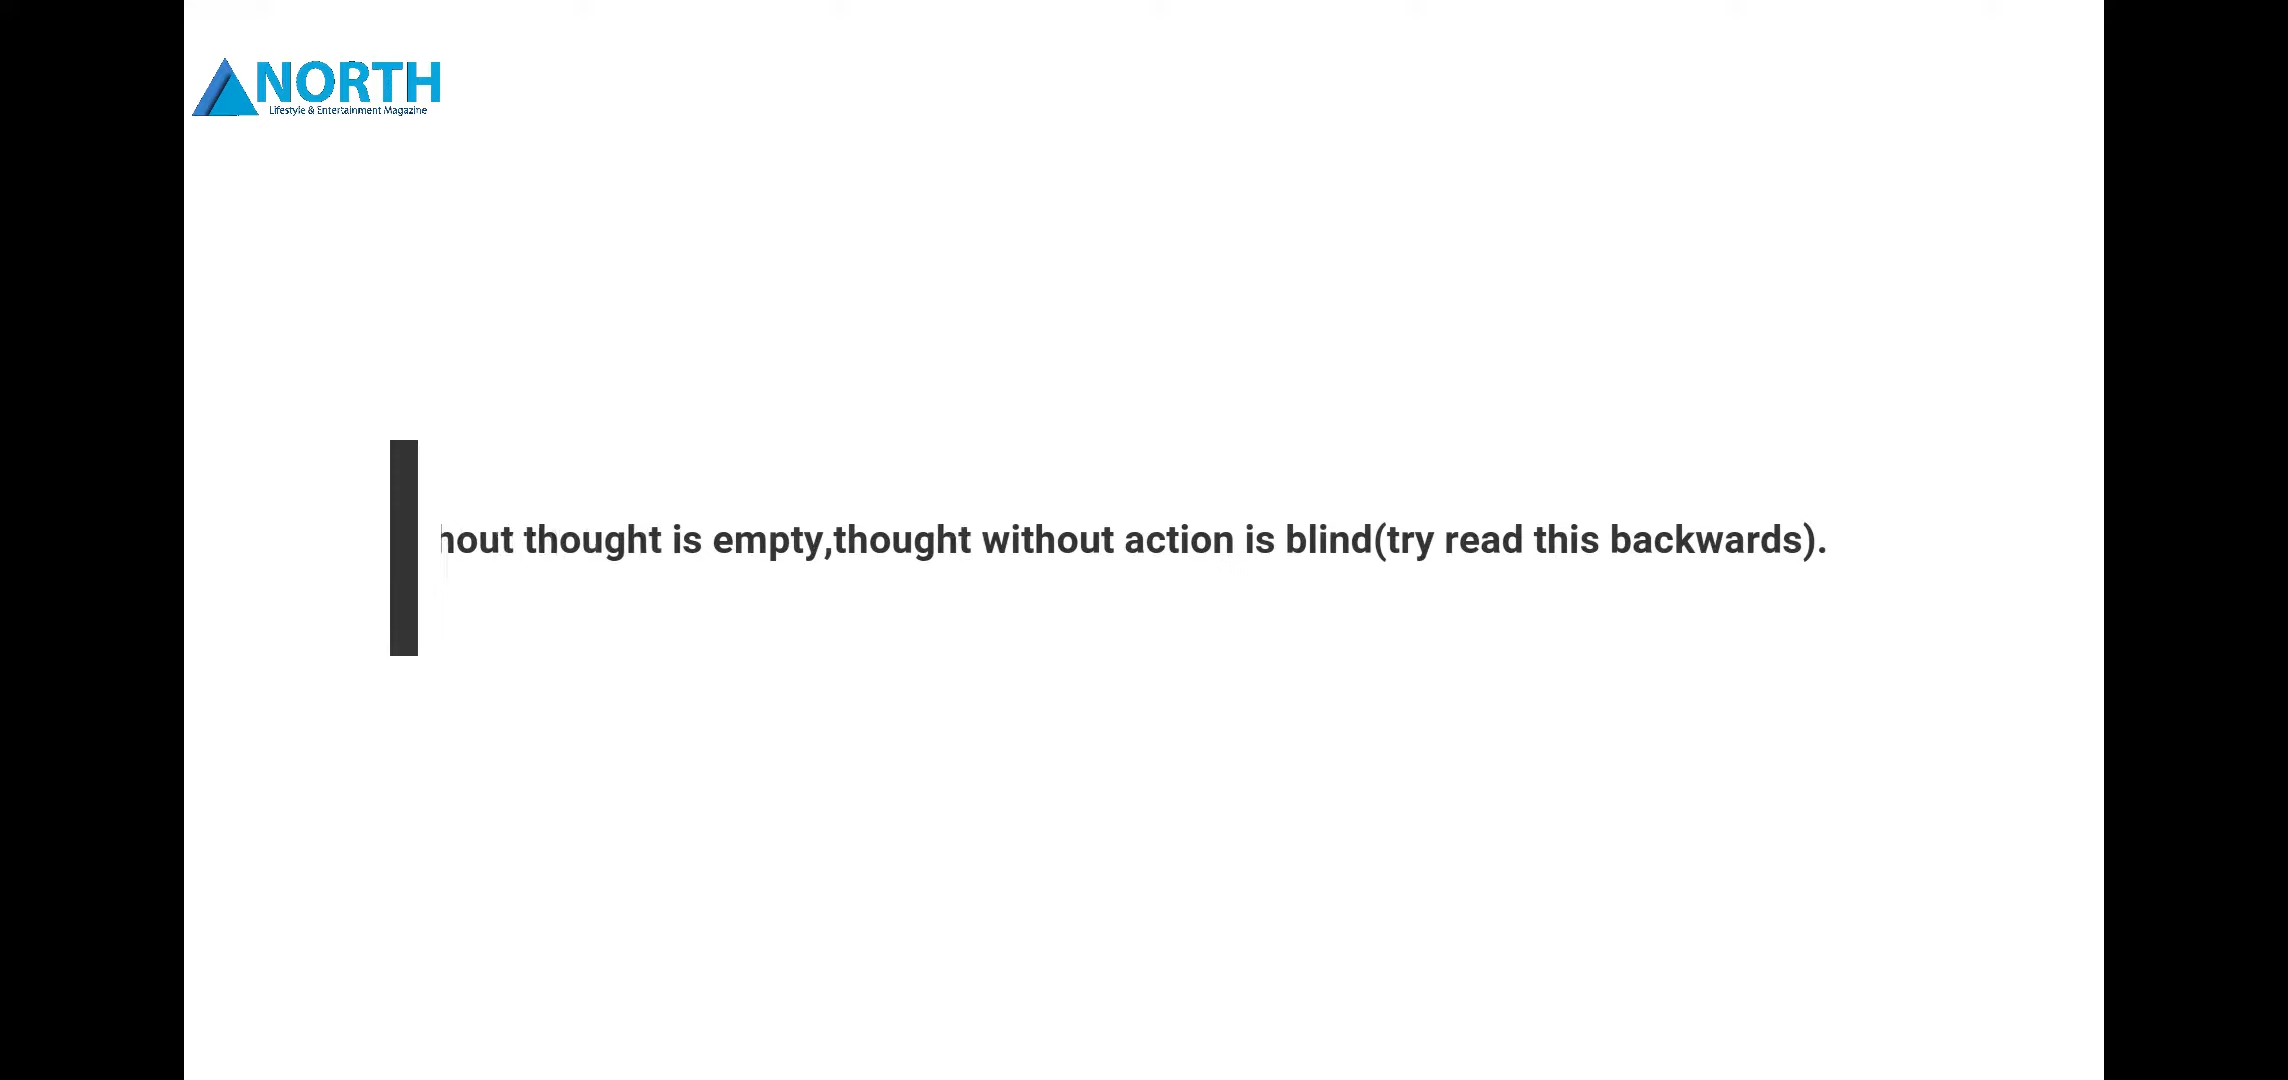 NORTH
Lifestyle & Entertainment Magazine
hout thought is empty,thought without action is blind(try read this backwards).